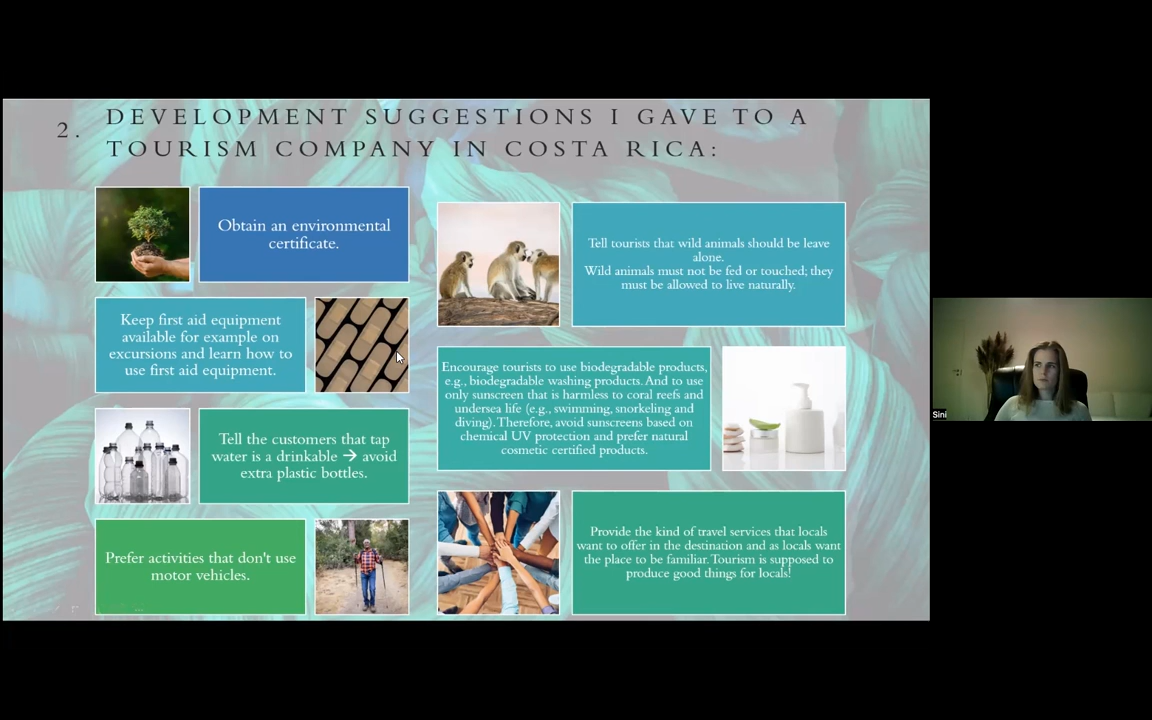 2.
DEVELOPMENT SUGGESTIONS I GAVE TO A
TOURISM COMPANY IN COSTA RICA:
Obtain an environmental
certificate.
Keep first aid equipment
available for example on
excursions and learn how to
use first aid equipment.
Tell the customers that tap
water is a drinkable → avoid
extra plastic bottles.
Prefer activities that don't use
motor vehicles.
Tell tourists that wild animals should be leave
alone.
Wild animals must not be fed or touched; they
must be allowed to live naturally.
Encourage tourists to use biodegradable products,
e.g., biodegradable washing products. And to use
only sunscreen that is harmless to coral reefs and
undersea life (e.g., swimming, snorkeling and
diving). Therefore, avoid sunscreens based on
chemical UV protection and prefer natural
cosmetic certified products.
Provide the kind of travel services that locals
want to offer in the destination and as locals want
the place to be familiar. Tourism is supposed to
produce good things for locals!
Sini